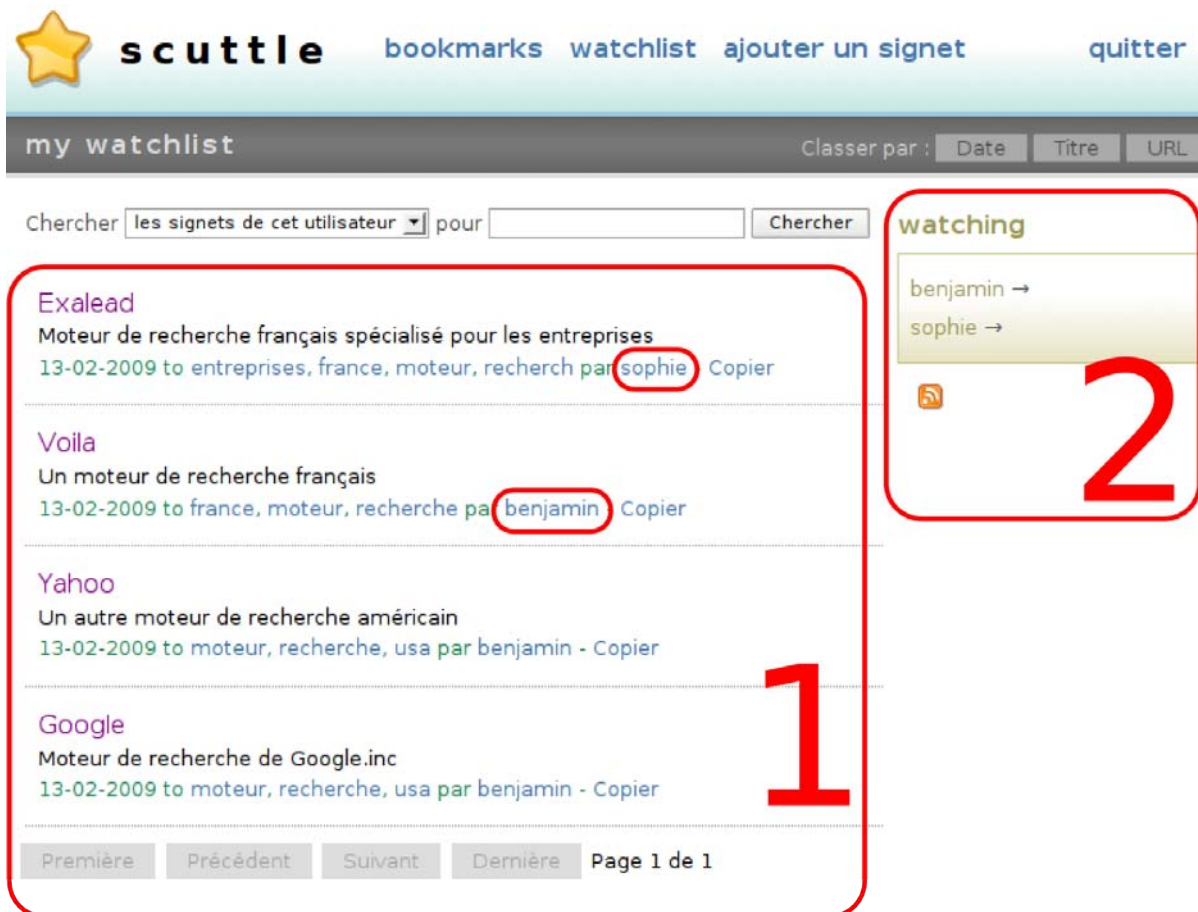 scuttle bookmarks watchlist ajouter un signet quitter
my watchlist Classer par : Date Titre URL
Chercher les signets de cet utilisateur pour Chercher
watching
benjamin →
sophie →
2
Exalead
Moteur de recherche français spécialisé pour les entreprises
13-02-2009 to entreprises, france, moteur, recherch par sophie - Copier
Voila
Un moteur de recherche français
13-02-2009 to france, moteur, recherche par benjamin - Copier
Yahoo
Un autre moteur de recherche américain
13-02-2009 to moteur, recherche, usa par benjamin - Copier
1
Google
Moteur de recherche de Google.inc
13-02-2009 to moteur, recherche, usa par benjamin - Copier
Première Précédent Suivant Dernière Page 1 de 1